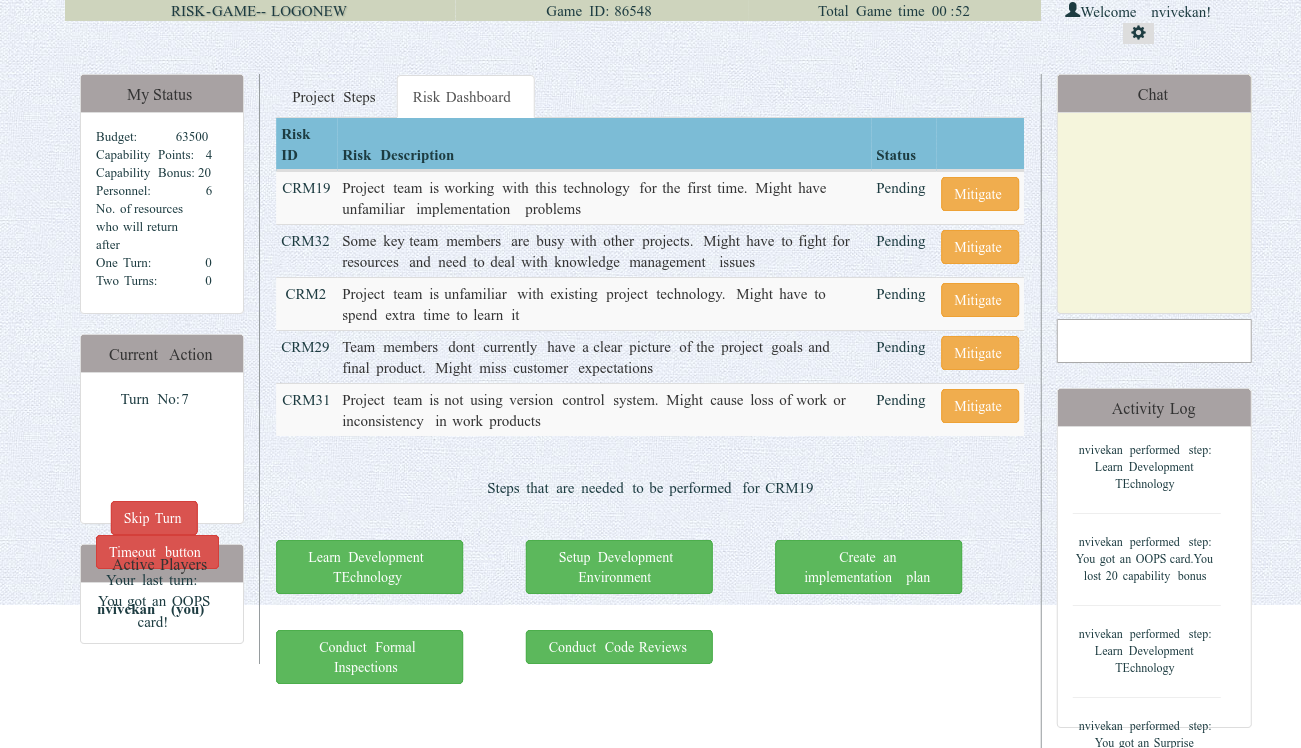 RISK-GAME-- LOGONEW Game ID: 86548 Total Game time 00 :52 Welcome nvivekan!
My Status
Budget: 63500
Capability Points: 4
Capability Bonus: 20
Personnel: 6
No. of resources
who will return
after
One Turn: 0
Two Turns: 0
Current Action
Turn No:7
Skip Turn
Timeout button
Active Players
Your last turn:
You got an OOPS
nvivekan (you)
card!
Project Steps Risk Dashboard
Risk
ID Risk Description Status
CRM19 Project team is working with this technology for the first time. Might have Pending Mitigate
unfamiliar implementation problems
CRM32 Some key team members are busy with other projects. Might have to fight for Pending Mitigate
resources and need to deal with knowledge management issues
CRM2 Project team is unfamiliar with existing project technology. Might have to Pending Mitigate
spend extra time to learn it
CRM29 Team members dont currently have a clear picture of the project goals and Pending Mitigate
final product. Might miss customer expectations
CRM31 Project team is not using version control system. Might cause loss of work or Pending Mitigate
inconsistency in work products
Steps that are needed to be performed for CRM19
Learn Development
TEchnology
Setup Development
Environment
Create an
implementation plan
Conduct Formal
Inspections
Conduct Code Reviews
Chat
Activity Log
nvivekan performed step:
Learn Development
TEchnology
nvivekan performed step:
You got an OOPS card.You
lost 20 capability bonus
nvivekan performed step:
Learn Development
TEchnology
nvivekan performed step:
You got an Surprise